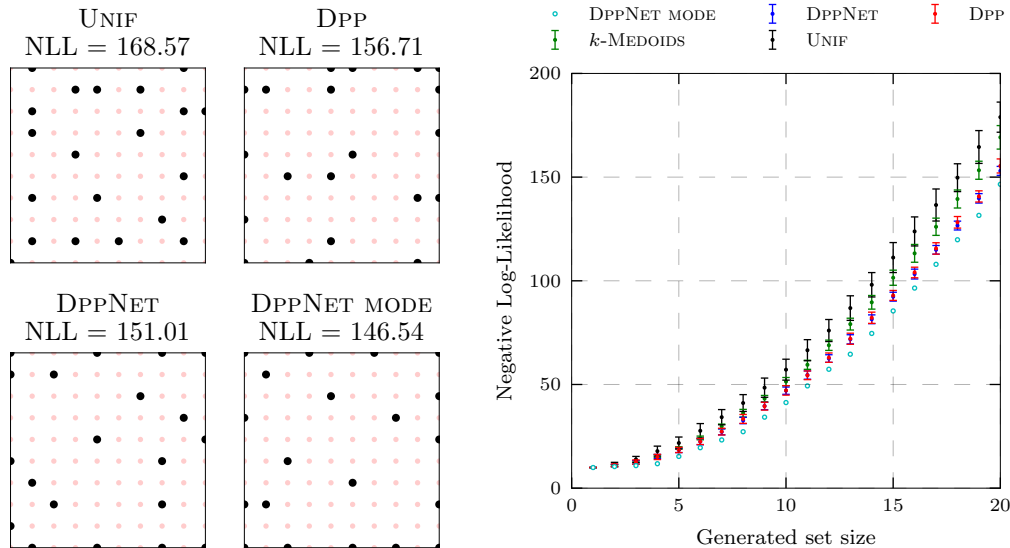 UNIF
NLL = 168.57
DPP
NLL = 156.71
DPPNET
NLL = 151.01
DPPNET MODE
NLL = 146.54
DPPNET MODE
DPPNET
DPP
k-MEDOIDS
UNIF
Negative Log-Likelihood
200
150
100
50
0
0 5 10 15 20
Generated set size